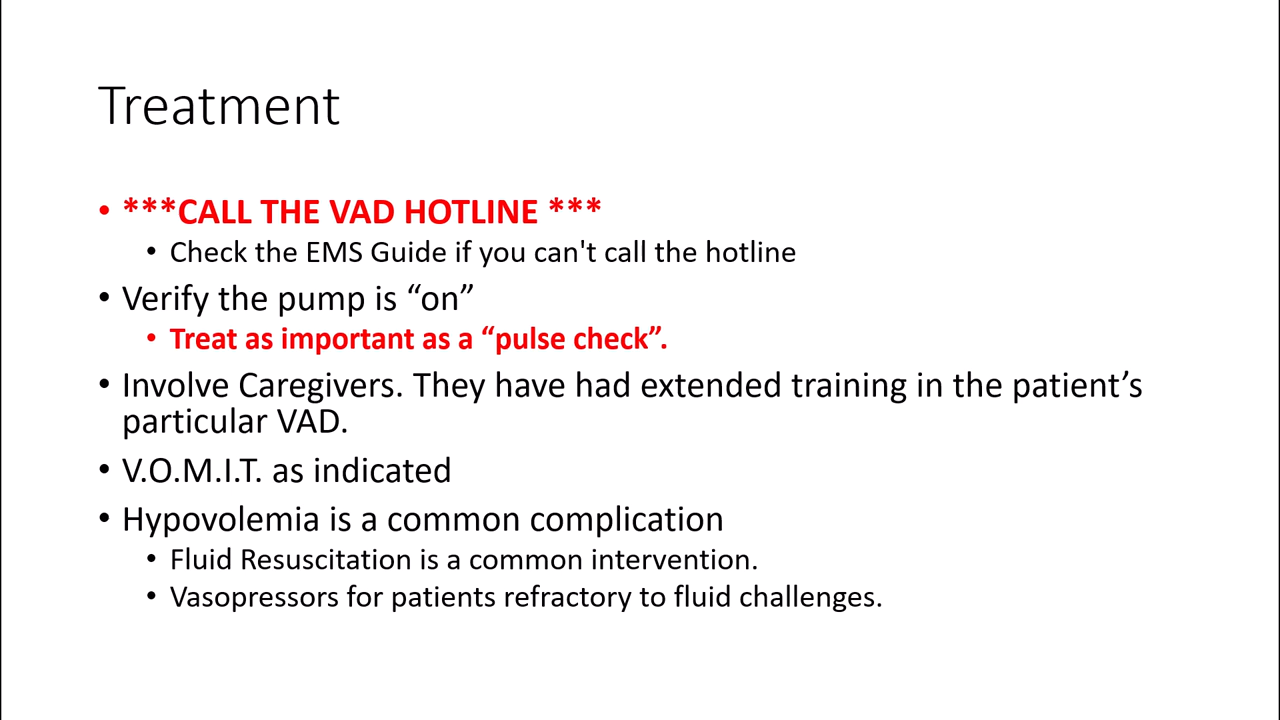 Treatment
• ***CALL THE VAD HOTLINE ***
• Check the EMS Guide if you can't call the hotline
• Verify the pump is “on”
• Treat as important as a “pulse check”.
• Involve Caregivers. They have had extended training in the patient’s
particular VAD.
• V.O.M.I.T. as indicated
• Hypovolemia is a common complication
• Fluid Resuscitation is a common intervention.
• Vasopressors for patients refractory to fluid challenges.